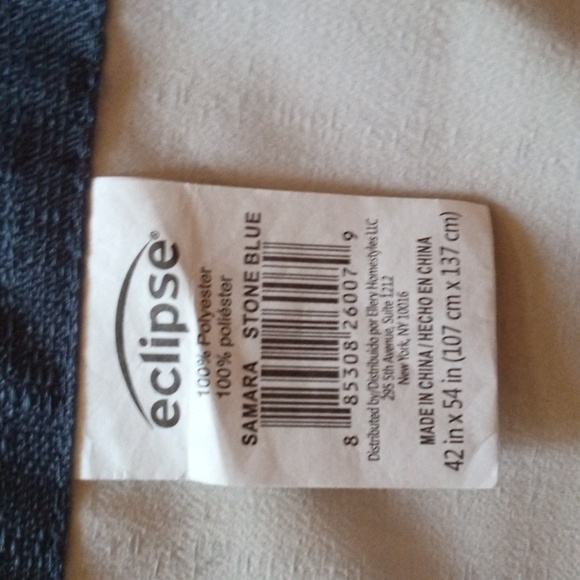 eclipse®
100% Polyester
100% poliéster
SAMARA STONE BLUE
8 85308 26007 9
Distributed by/Distribuido por Ellery Homestyles LLC
295 5th Avenue, Suite 1212
New York, NY 10016
MADE IN CHINA / HECHO EN CHINA
42 in x 54 in (107 cm x 137 cm)